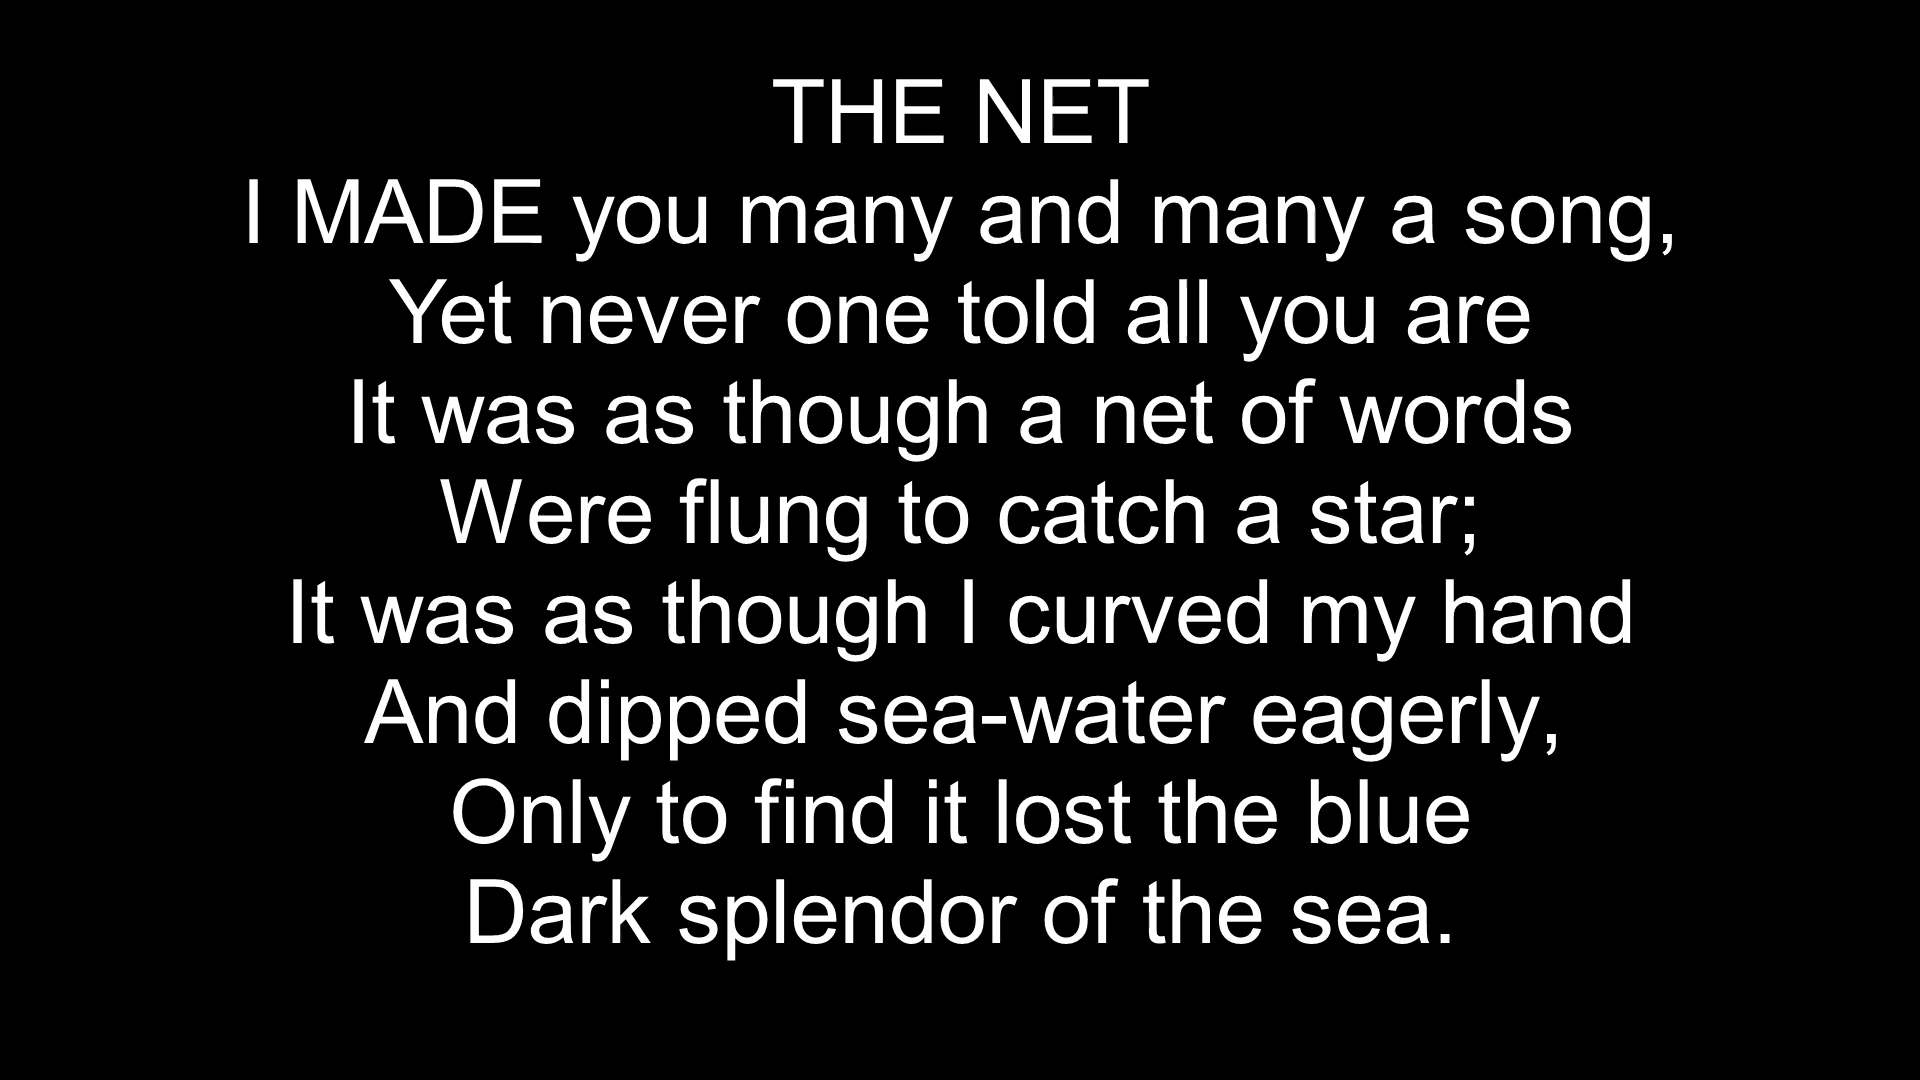 THE NET
I MADE you many and many a song,
Yet never one told all you are
It was as though a net of words
Were flung to catch a star;
It was as though I curved my hand
And dipped sea-water eagerly,
Only to find it lost the blue
Dark splendor of the sea.